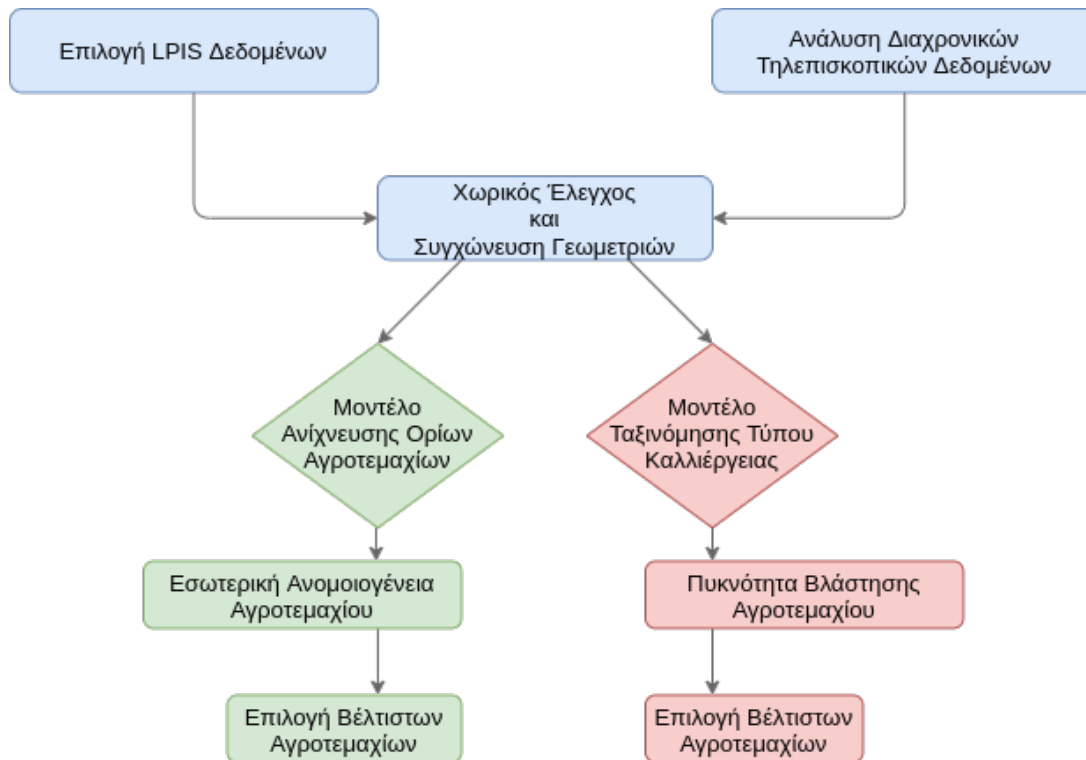 Επιλογή LPIS Δεδομένων
Ανάλυση Διαχρονικών
Τηλεπισκοπικών Δεδομένων
Χωρικός Έλεγχος
και
Συγχώνευση Γεωμετριών
Μοντέλο
Ανίχνευσης Ορίων
Αγροτεμαχίων
Μοντέλο
Ταξινόμησης Τύπου
Καλλιέργειας
Εσωτερική Ανομοιογένεια
Αγροτεμαχίου
Πυκνότητα Βλάστησης
Αγροτεμαχίου
Επιλογή Βέλτιστων
Αγροτεμαχίων
Επιλογή Βέλτιστων
Αγροτεμαχίων